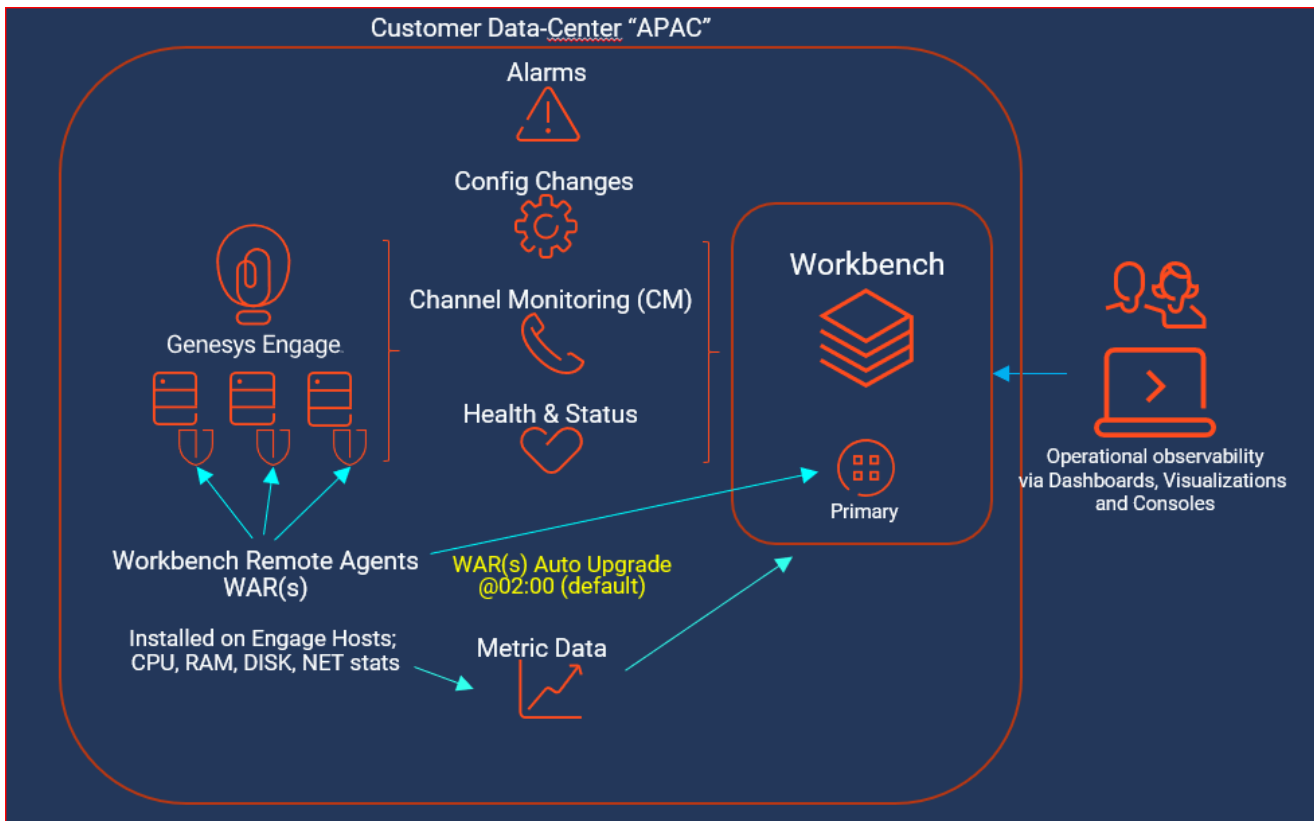 Customer Data-Center “APAC”
Alarms
Config Changes
Channel Monitoring (CM)
Health & Status
Genesys Engage
Workbench
Primary
Operational observability
via Dashboards, Visualizations
and Consoles
Workbench Remote Agents
WAR(s)
WAR(s) Auto Upgrade
@02:00 (default)
Installed on Engage Hosts;
CPU, RAM, DISK, NET stats
Metric Data